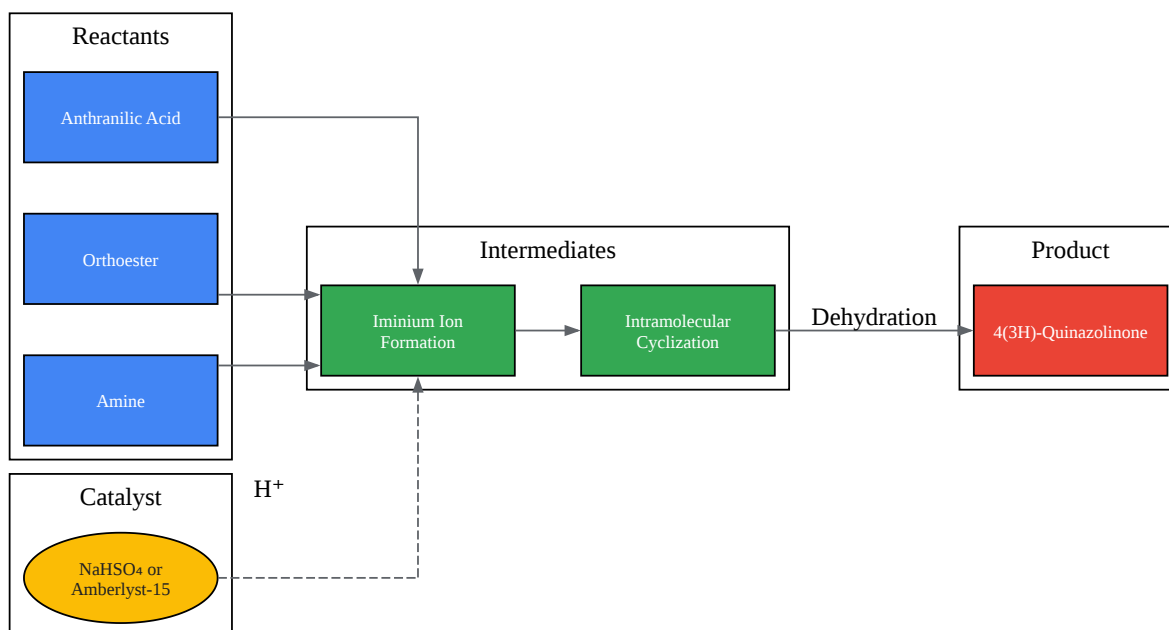 Reactants
Anthranilic Acid
Orthoester
Amine
Catalyst
NaHSO₄ or
Amberlyst-15
H⁺
Intermediates
Iminium Ion
Formation
Intramolecular
Cyclization
Dehydration
Product
4(3H)-Quinazolinone